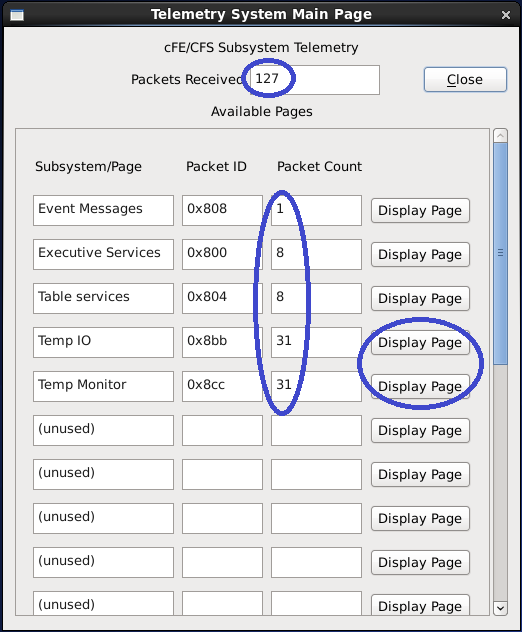 Telemetry System Main Page
cFE/CFS Subsystem Telemetry
Packets Received 127 Close
Available Pages
Subsystem/Page Packet ID Packet Count
Event Messages 0x808 1 Display Page
Executive Services 0x800 8 Display Page
Table services 0x804 8 Display Page
Temp IO 0x8bb 31 Display Page
Temp Monitor 0x8cc 31 Display Page
(unused) Display Page
(unused) Display Page
(unused) Display Page
(unused) Display Page
(unused) Display Page